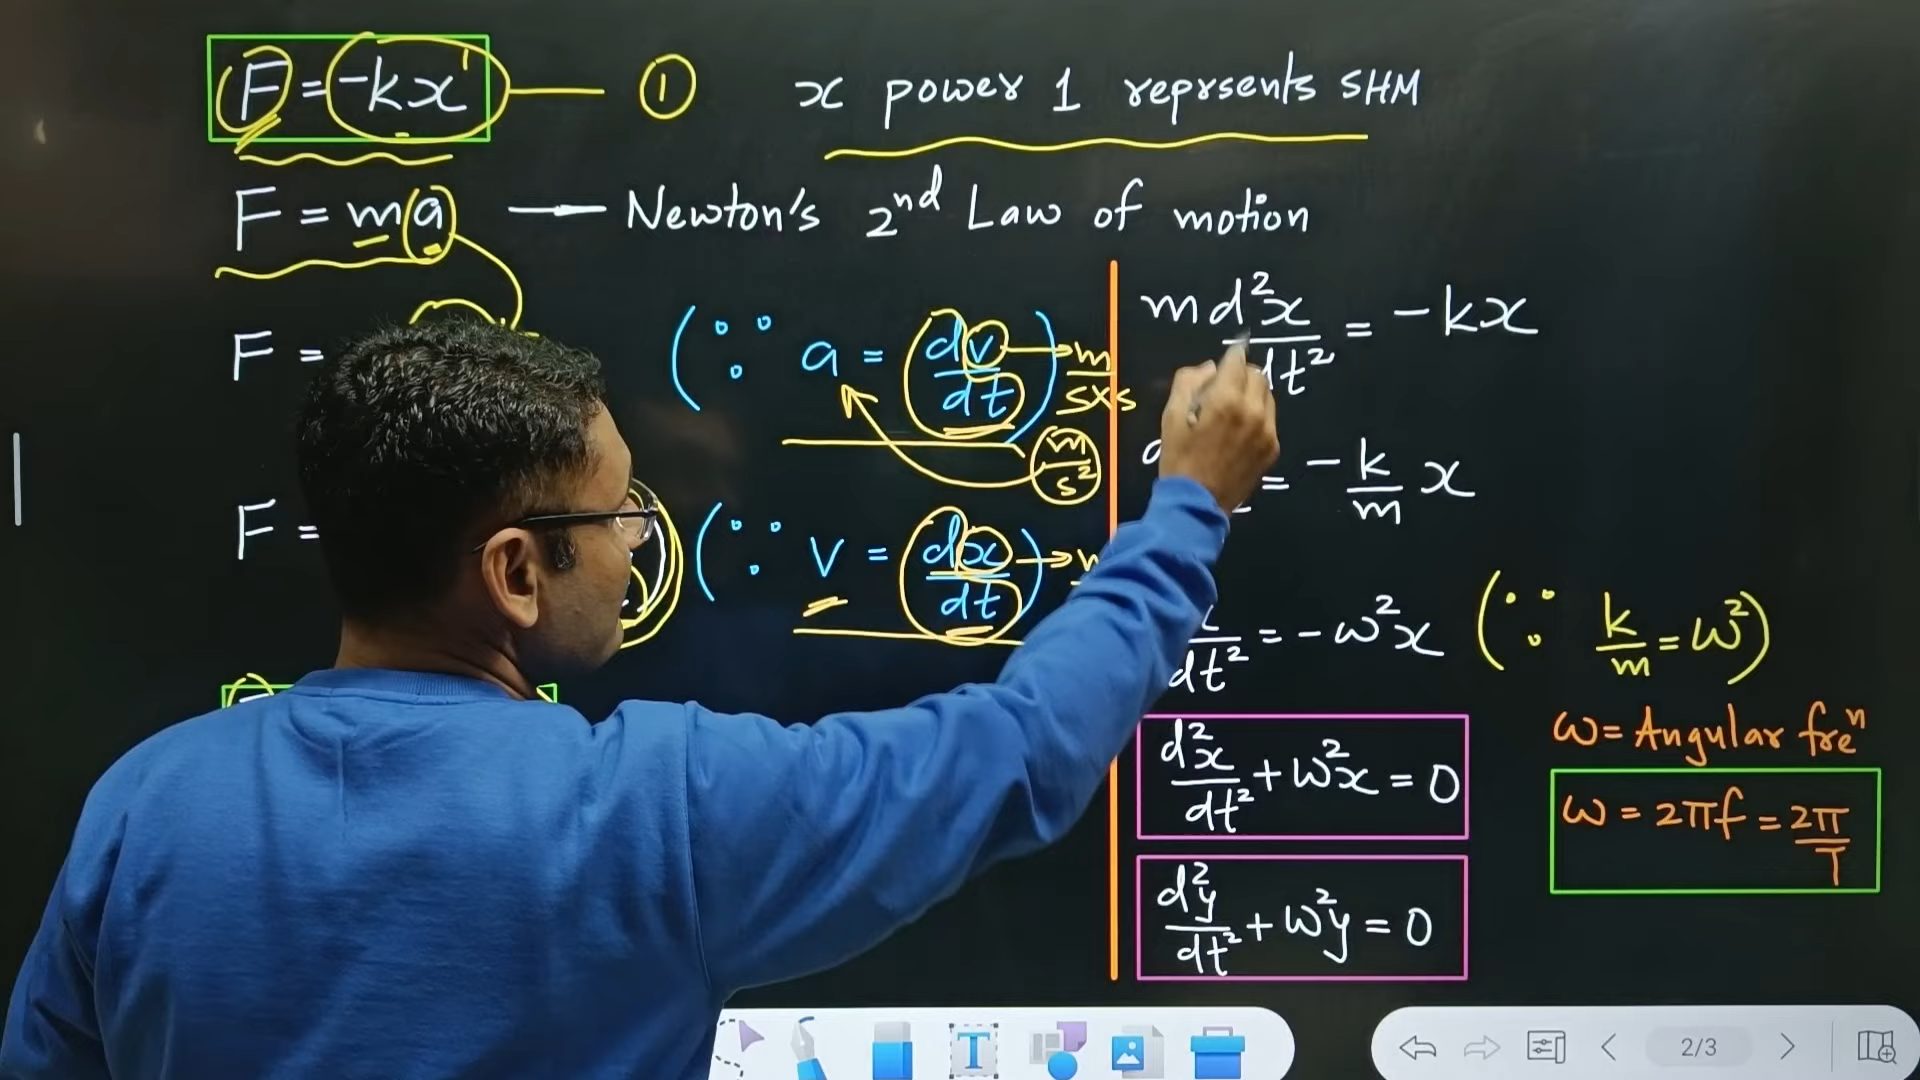 F = -kx¹ — ①
x power 1 reprsents SHM
F = ma — Newton's 2nd Law of motion
F =
(∵ a = dv/dt) → m/s×s
m/s²
F =
(∵ v = dx/dt) →
m d²x/dt² = -kx
= -k/m x
dt² = -ω²x (∵ k/m = ω²)
ω = Angular freⁿ
d²x/dt² + ω²x = 0
ω = 2πf = 2π/T
d²y/dt² + ω²y = 0
T
2/3